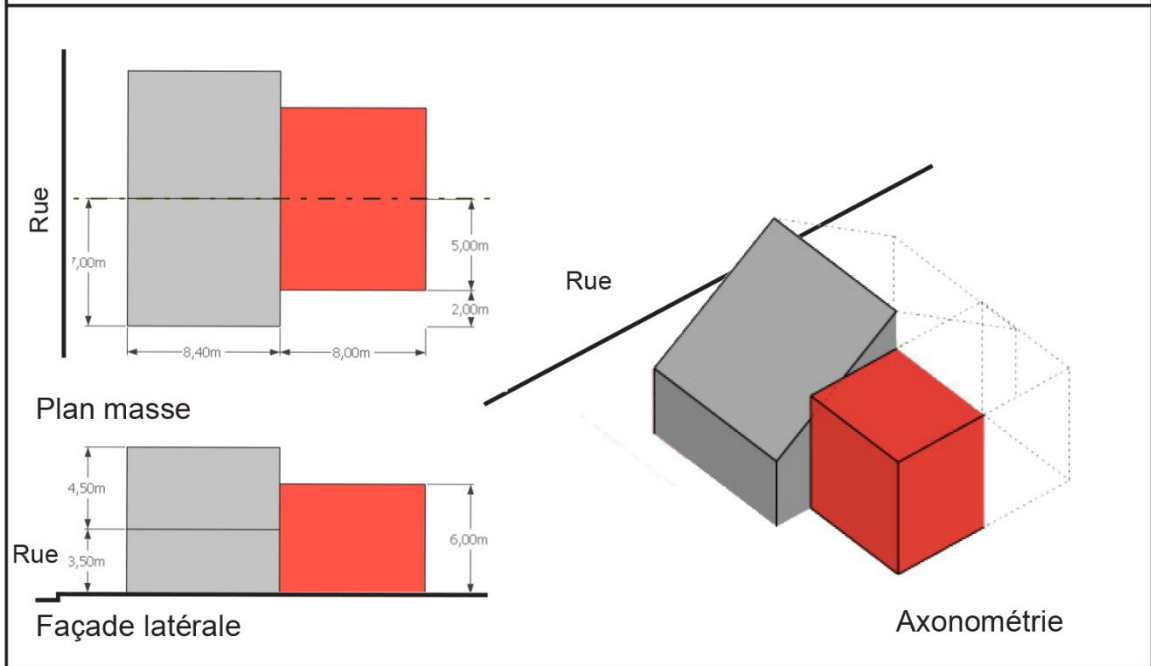 Rue
7,00m
5,00m
2,00m
8,40m
8,00m
Plan masse
4,50m
Rue
3,50m
6,00m
Façade latérale
Rue
Axonométrie